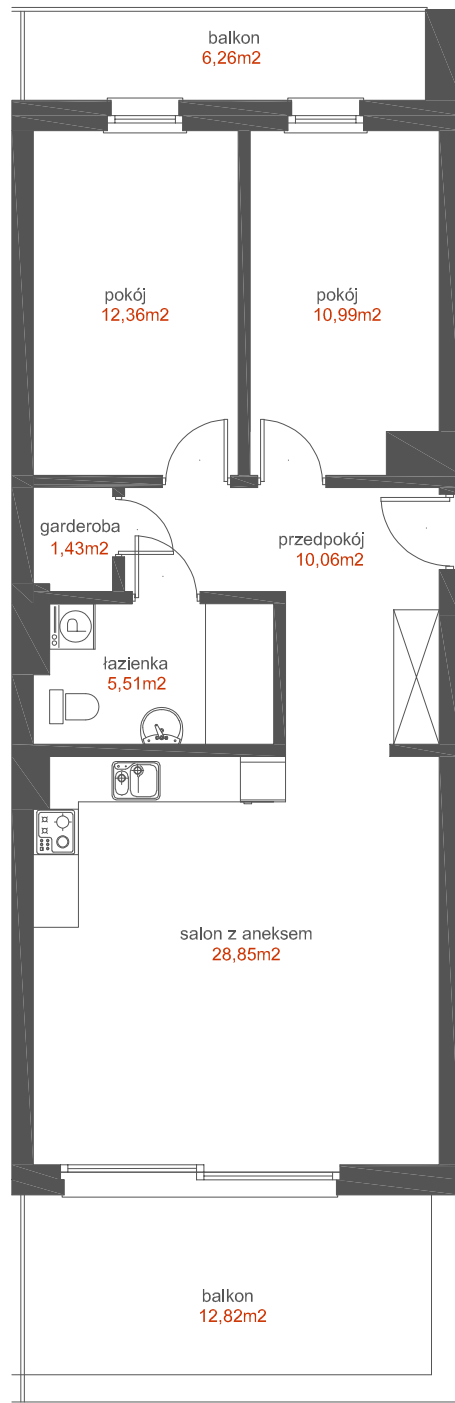 balkon
6,26m2
pokój
12,36m2
pokój
10,99m2
garderoba
1,43m2
przedpokój
10,06m2
P
łazienka
5,51m2
salon z aneksem
28,85m2
balkon
12,82m2